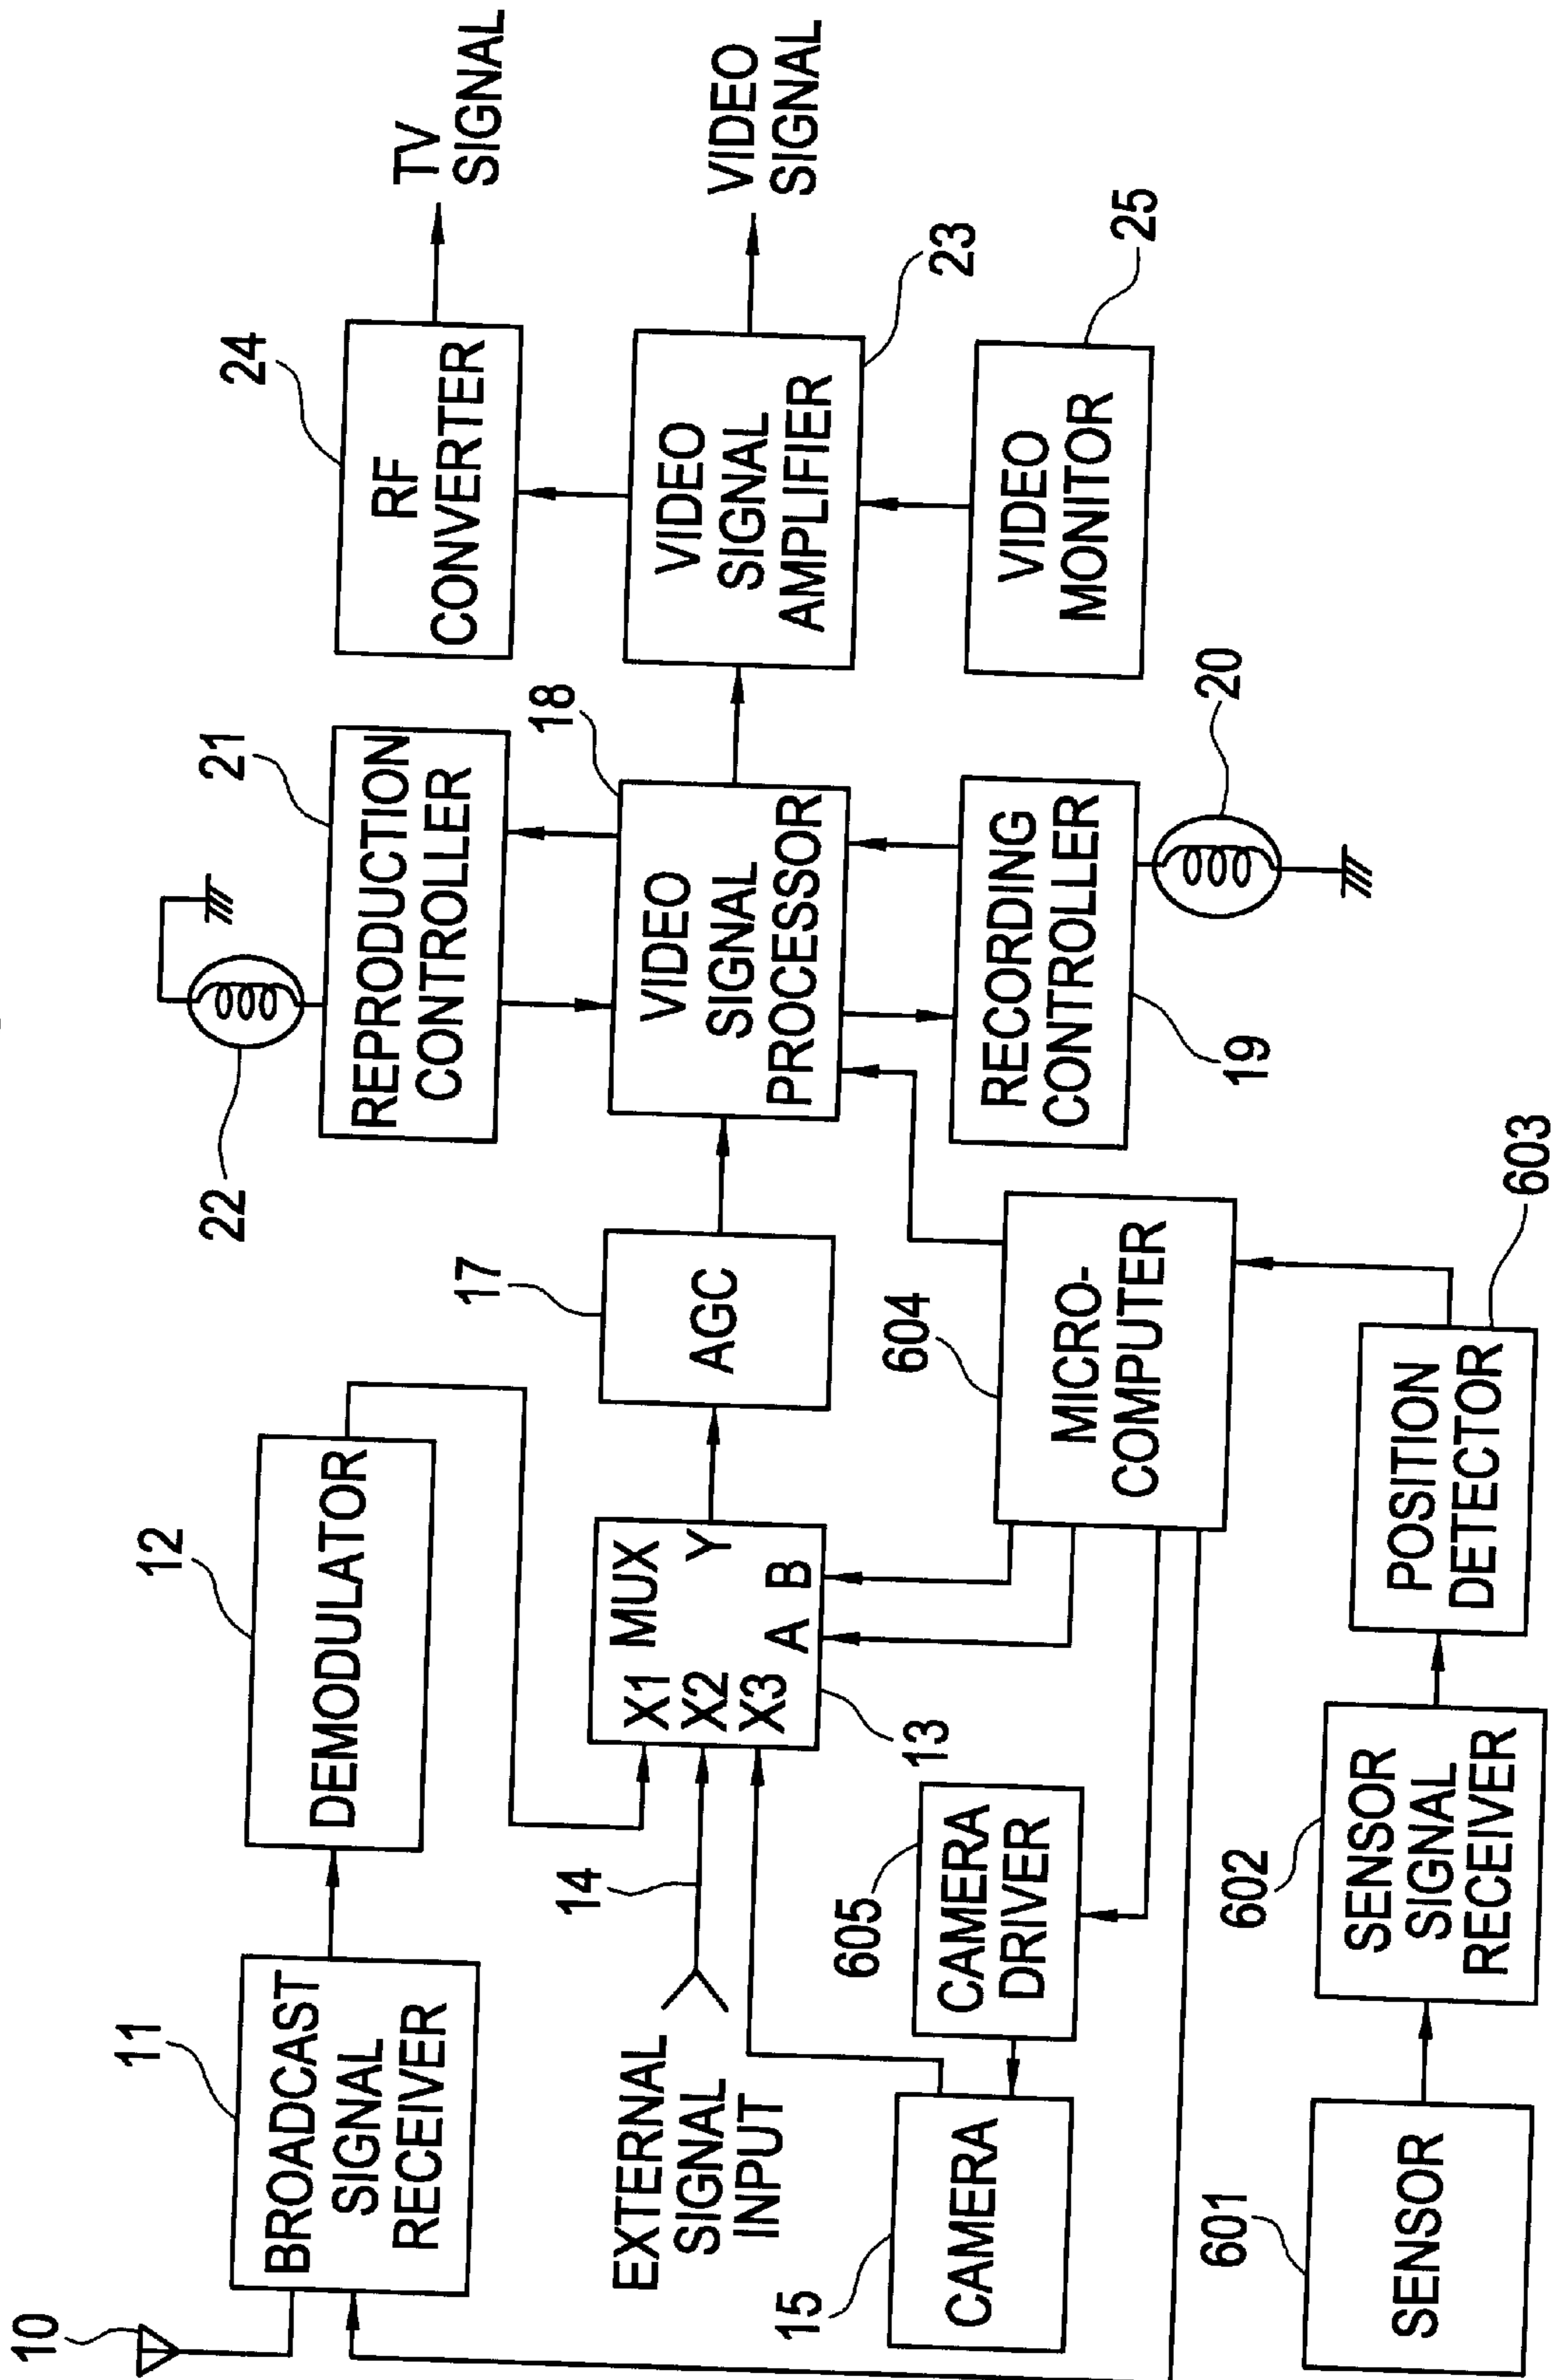 10
11
BROADCAST
SIGNAL
RECEIVER
12
DEMODULATOR
22
21
REPRODUCTION
CONTROLLER
24
RF
CONVERTER
TV
SIGNAL
EXTERNAL
SIGNAL
INPUT
14
X1 MUX
X2 Y
X3 A B
13
17
AGC
18
VIDEO
SIGNAL
PROCESSOR
VIDEO
SIGNAL
AMPLIFIER
23
VIDEO
SIGNAL
15
CAMERA
605
CAMERA
DRIVER
604
MICRO-
COMPUTER
RECORDING
CONTROLLER
19
20
VIDEO
MONITOR
25
601
SENSOR
602
SENSOR
SIGNAL
RECEIVER
POSITION
DETECTOR
603